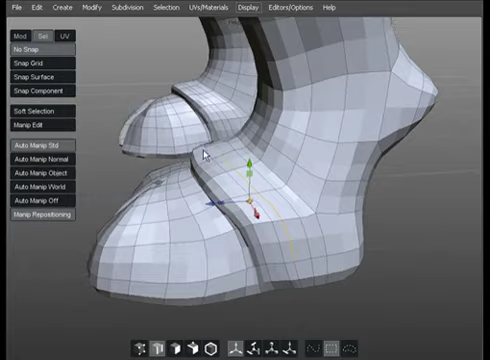 File Edit Create Modify Subdivision Selection UVs/Materials Display Editors/Options Help
Mod Sel UV
No Snap
Snap Grid
Snap Surface
Snap Component
Soft Selection
Manip Edit
Auto Manip Std
Auto Manip Normal
Auto Manip Object
Auto Manip World
Auto Manip Off
Manip Repositioning